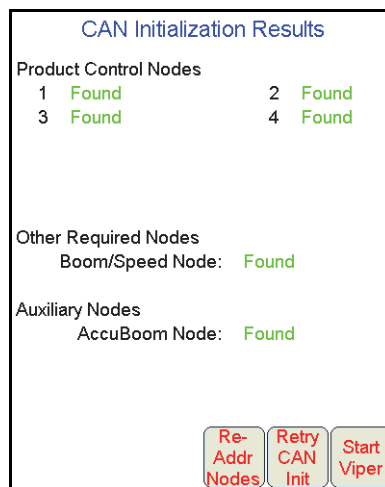 CAN Initialization Results
Product Control Nodes
1 Found 2 Found
3 Found 4 Found
Other Required Nodes
Boom/Speed Node: Found
Auxiliary Nodes
AccuBoom Node: Found
Re-
Addr
Nodes
Retry
CAN
Init
Start
Viper